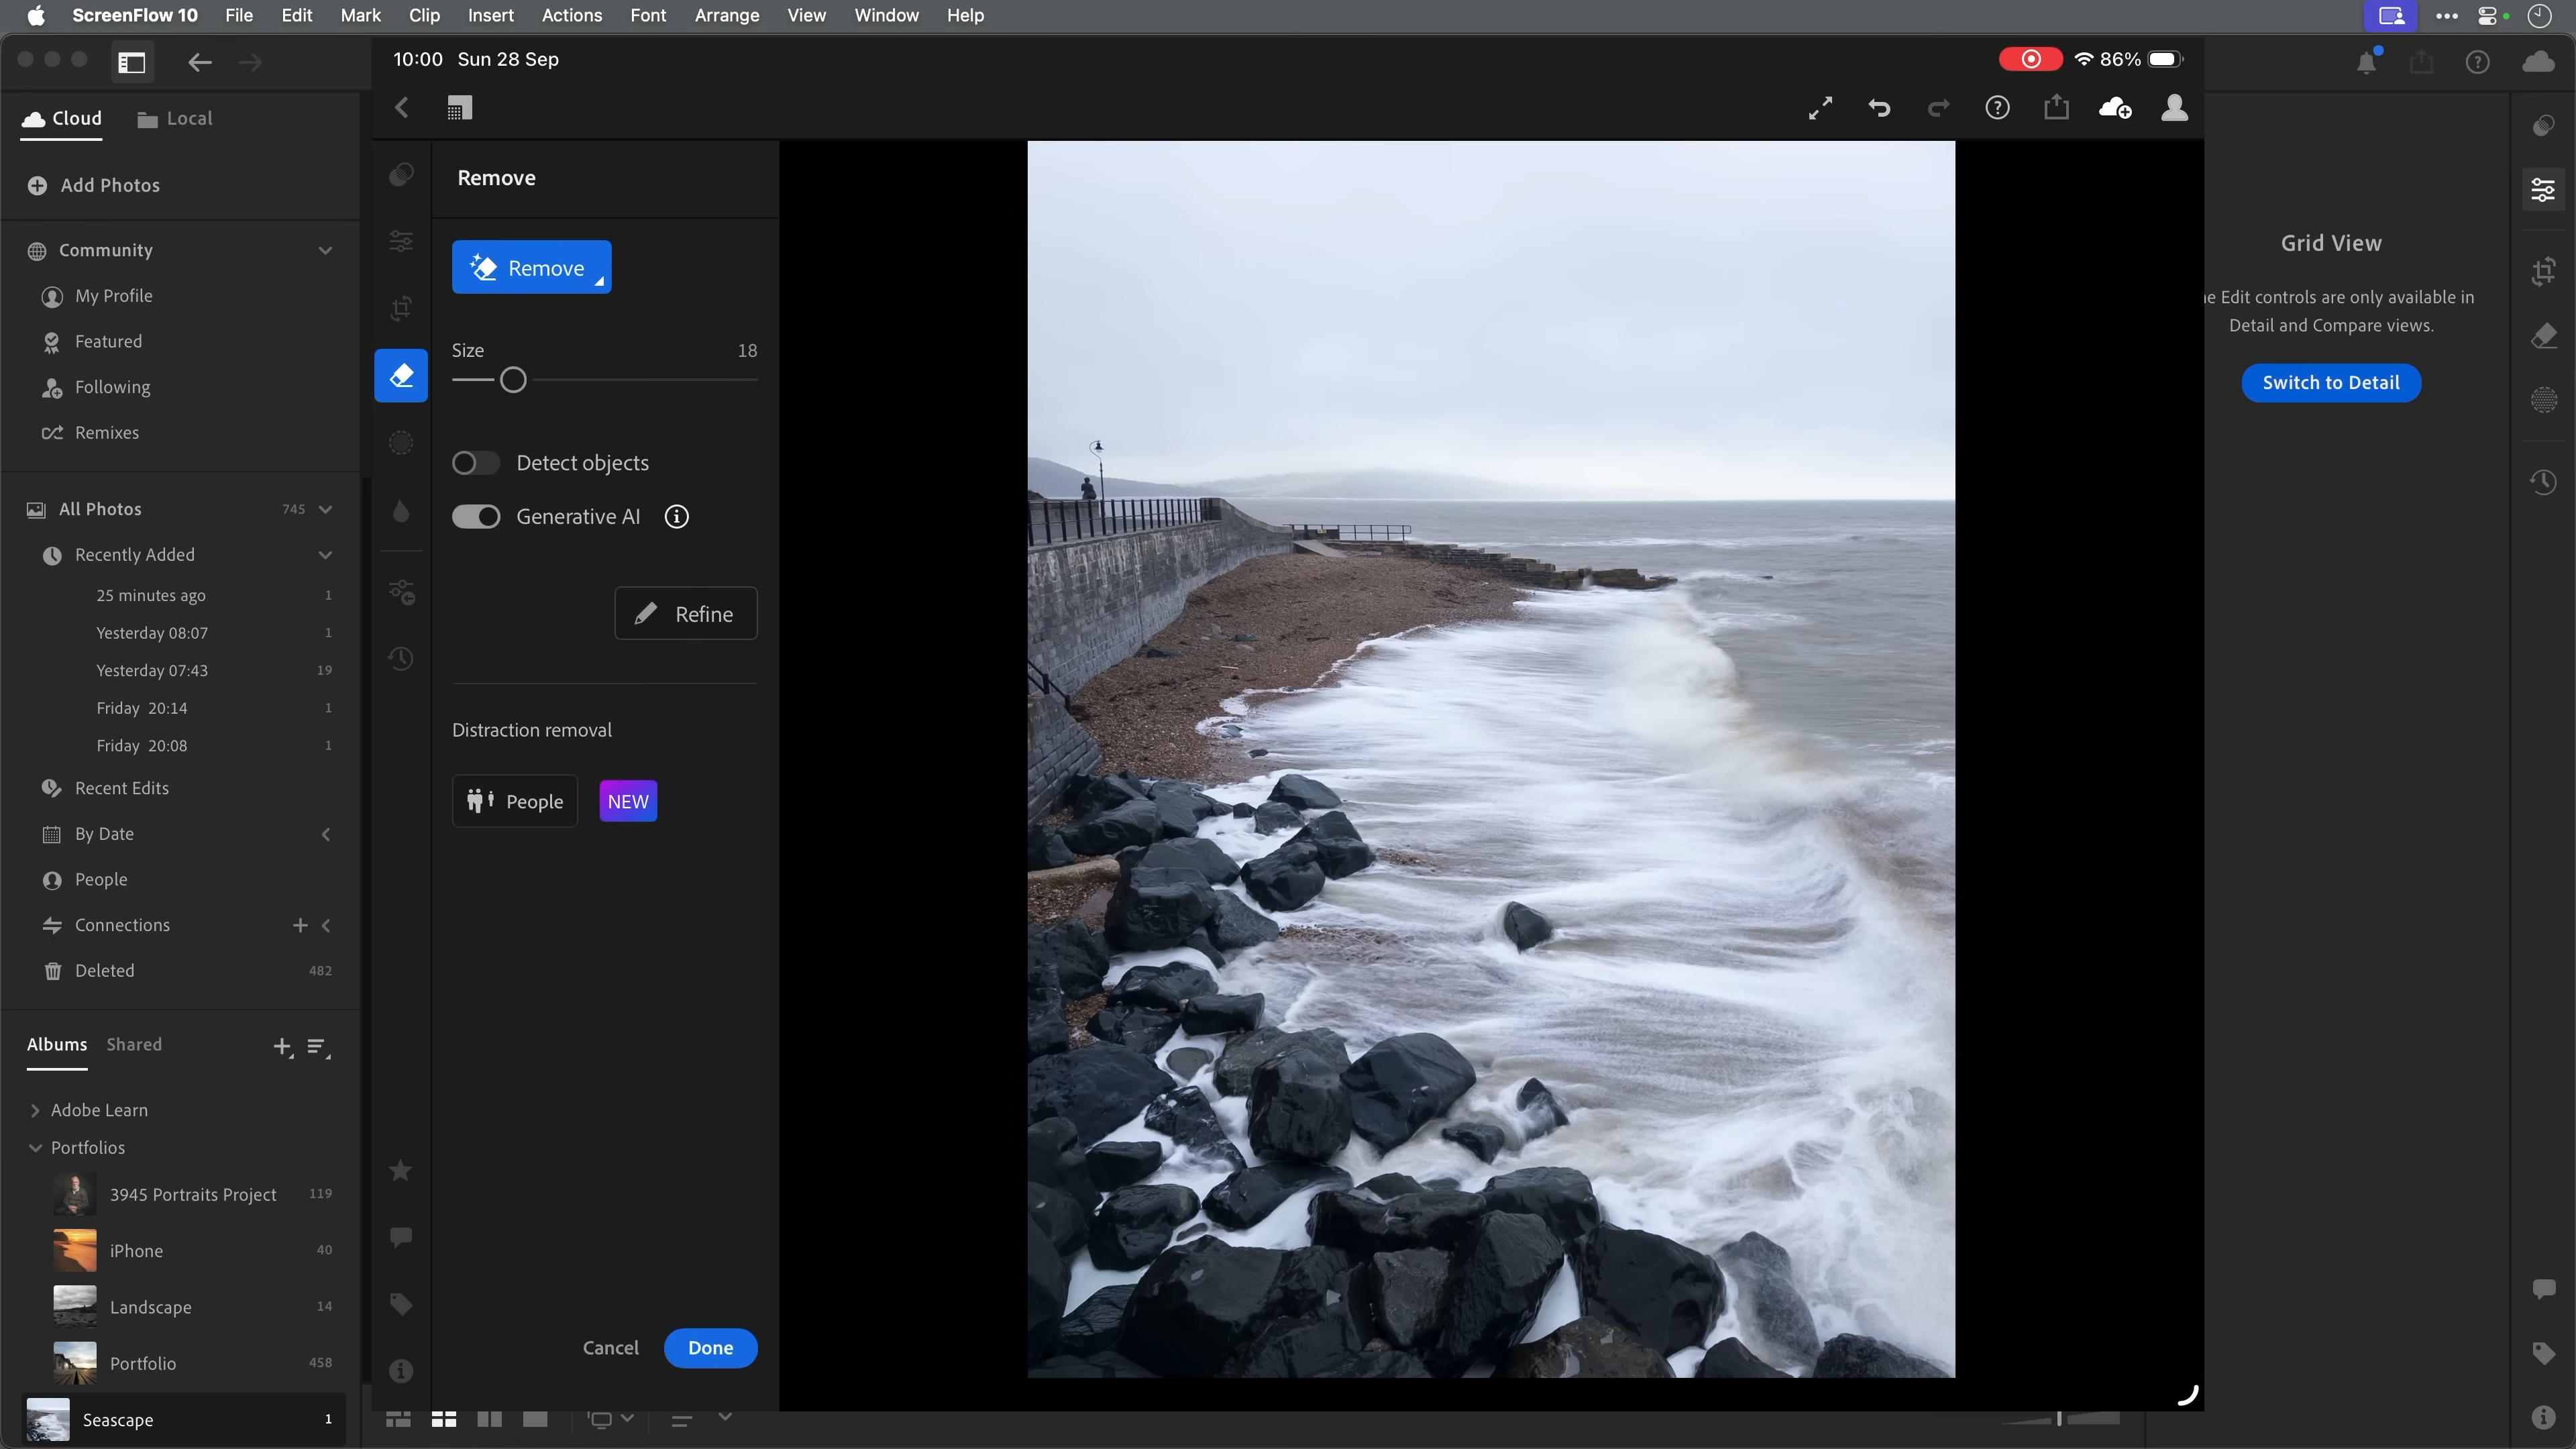 ScreenFlow 10 File Edit Mark Clip Insert Actions Font Arrange View Window Help
10:00 Sun 28 Sep
86%
Cloud Local
Add Photos
Community
My Profile
Featured
Following
Remixes
All Photos 745
Recently Added
25 minutes ago 1
Yesterday 08:07 1
Yesterday 07:43 19
Friday 20:14 1
Friday 20:08 1
Recent Edits
By Date
People
Connections
Deleted 482
Albums Shared
Adobe Learn
Portfolios
3945 Portraits Project 119
iPhone 40
Landscape 14
Portfolio 458
Seascape 1
Remove
Remove
Size 18
Detect objects
Generative AI
Refine
Distraction removal
People NEW
Cancel Done
Grid View
Edit controls are only available in
Detail and Compare views.
Switch to Detail